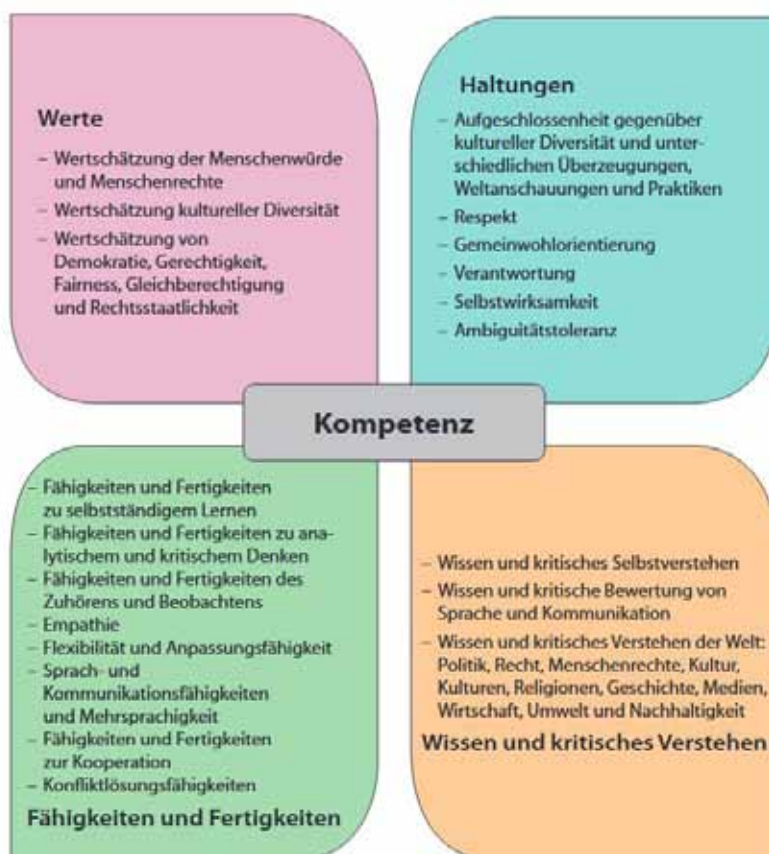 Werte
– Wertschätzung der Menschenwürde
und Menschenrechte
– Wertschätzung kultureller Diversität
– Wertschätzung von
Demokratie, Gerechtigkeit,
Fairness, Gleichberechtigung
und Rechtsstaatlichkeit
Haltungen
– Aufgeschlossenheit gegenüber
kultureller Diversität und unter-
schiedlichen Überzeugungen,
Weltanschauungen und Praktiken
– Respekt
– Gemeinwohlorientierung
– Verantwortung
– Selbstwirksamkeit
– Ambiguitätstoleranz
Kompetenz
– Fähigkeiten und Fertigkeiten
zu selbstständigem Lernen
– Fähigkeiten und Fertigkeiten zu ana-
lytischem und kritischem Denken
– Fähigkeiten und Fertigkeiten des
Zuhörens und Beobachtens
– Empathie
– Flexibilität und Anpassungsfähigkeit
– Sprach- und
Kommunikationsfähigkeiten
und Mehrsprachigkeit
– Fähigkeiten und Fertigkeiten
zur Kooperation
– Konfliktlösungsfähigkeiten
Fähigkeiten und Fertigkeiten
– Wissen und kritisches Selbstverstehen
– Wissen und kritische Bewertung von
Sprache und Kommunikation
– Wissen und kritisches Verstehen der Welt:
Politik, Recht, Menschenrechte, Kultur,
Kulturen, Religionen, Geschichte, Medien,
Wirtschaft, Umwelt und Nachhaltigkeit
Wissen und kritisches Verstehen